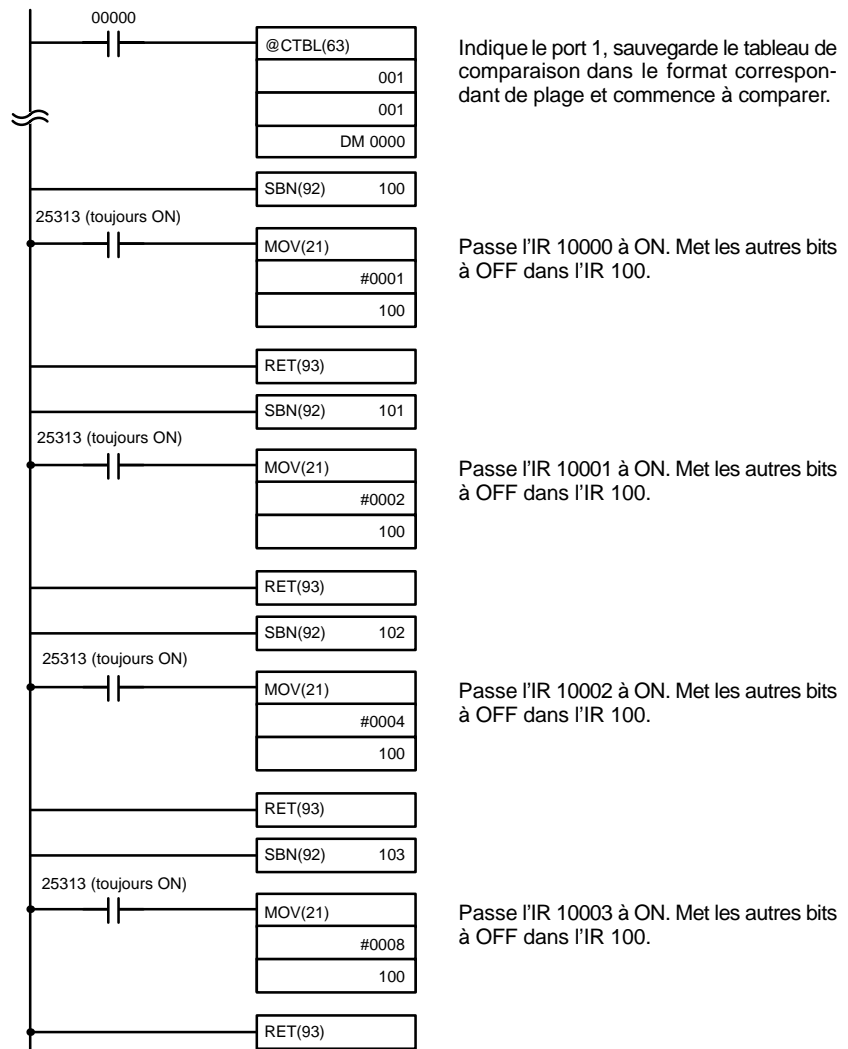 00000
@CTBL(63)
001
001
DM 0000
Indique le port 1, sauvegarde le tableau de
comparaison dans le format correspon-
dant de plage et commence à comparer.
SBN(92) 100
25313 (toujours ON)
MOV(21)
#0001
100
Passe l'IR 10000 à ON. Met les autres bits
à OFF dans l'IR 100.
RET(93)
SBN(92) 101
25313 (toujours ON)
MOV(21)
#0002
100
Passe l'IR 10001 à ON. Met les autres bits
à OFF dans l'IR 100.
RET(93)
SBN(92) 102
25313 (toujours ON)
MOV(21)
#0004
100
Passe l'IR 10002 à ON. Met les autres bits
à OFF dans l'IR 100.
RET(93)
SBN(92) 103
25313 (toujours ON)
MOV(21)
#0008
100
Passe l'IR 10003 à ON. Met les autres bits
à OFF dans l'IR 100.
RET(93)